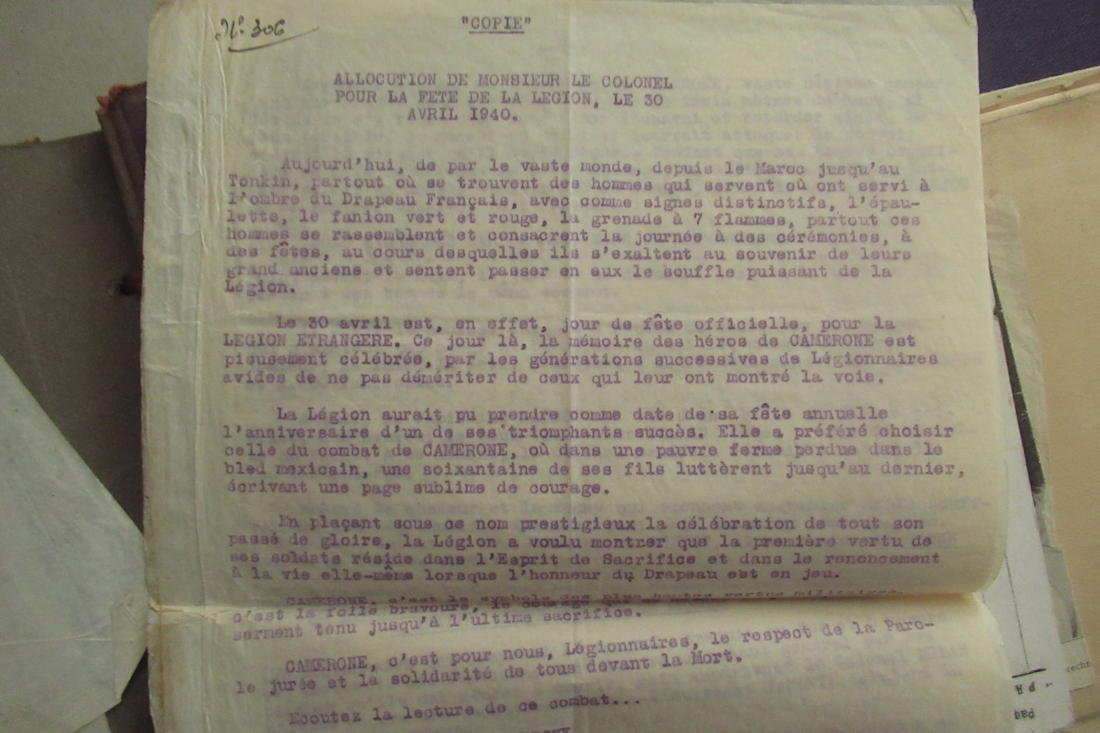 Nº 306
"COPIE"
ALLOCUTION DE MONSIEUR LE COLONEL
POUR LA FETE DE LA LEGION, LE 30
AVRIL 1940.
Aujourd'hui, de par le vaste monde, depuis le Maroc jusqu'au
Tonkin, partout où se trouvent des hommes qui servent où ont servi à
l'ombre du Drapeau Français, avec comme signes distinctifs, l'épau-
lette, le fanion vert et rouge, la grenade à 7 flammes, partout ces
hommes se rassemblent et consacrent la journée à des cérémonies, à
des fêtes, au cours desquelles ils s'exaltent au souvenir de leurs
grand anciens et sentent passer en eux le souffle puissant de la
Légion.
Le 30 avril est, en effet, jour de fête officielle, pour la
LEGION ETRANGERE. Ce jour là, la mémoire des héros de CAMERONE est
pieusement célébrée, par les générations successives de Légionnaires
avides de ne pas démériter de ceux qui leur ont montré la voie.
La Légion aurait pu prendre comme date de sa fête annuelle
l'anniversaire d'un de ses triomphants succès. Elle a préféré choisir
celle du combat de CAMERONE, où dans une pauvre ferme perdue dans le
bled mexicain, une soixantaine de ses fils luttèrent jusqu'au dernier,
écrivant une page sublime de courage.
En plaçant sous ce nom prestigieux la célébration de tout son
passé de gloire, la Légion a voulu montrer que la première vertu de
ses soldats réside dans l'Esprit de Sacrifice et dans le renoncement
à la vie elle-même lorsque l'honneur du Drapeau est en jeu.
CAMERONE, c'est le symbole des plus hautes vertus militaires,
c'est la folle bravoure, le courage
serment tenu jusqu'à l'ultime sacrifice.
CAMERONE, c'est pour nous, Légionnaires, le respect de la Paro-
le jurée et la solidarité de tous devant la Mort.
Ecoutez la lecture de ce combat...